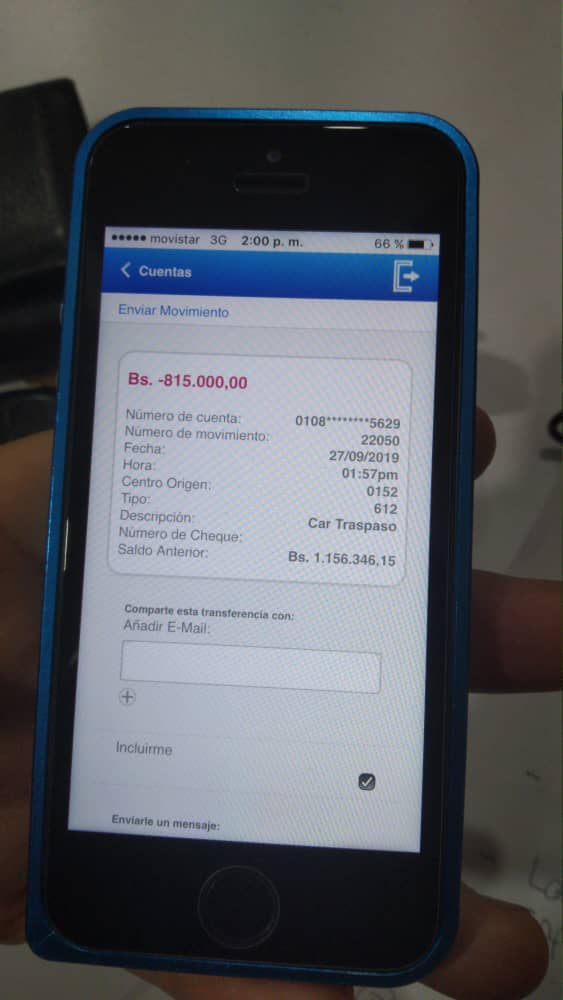 movistar 3G 2:00 p. m. 66 %
Cuentas
Enviar Movimiento
Bs. -815.000,00
Número de cuenta: 0108********5629
Número de movimiento: 22050
Fecha: 27/09/2019
Hora: 01:57pm
Centro Origen: 0152
Tipo: 612
Descripción: Car Traspaso
Número de Cheque:
Saldo Anterior: Bs. 1.156.346,15
Comparte esta transferencia con:
Añadir E-Mail:
Incluirme
Enviarle un mensaje: